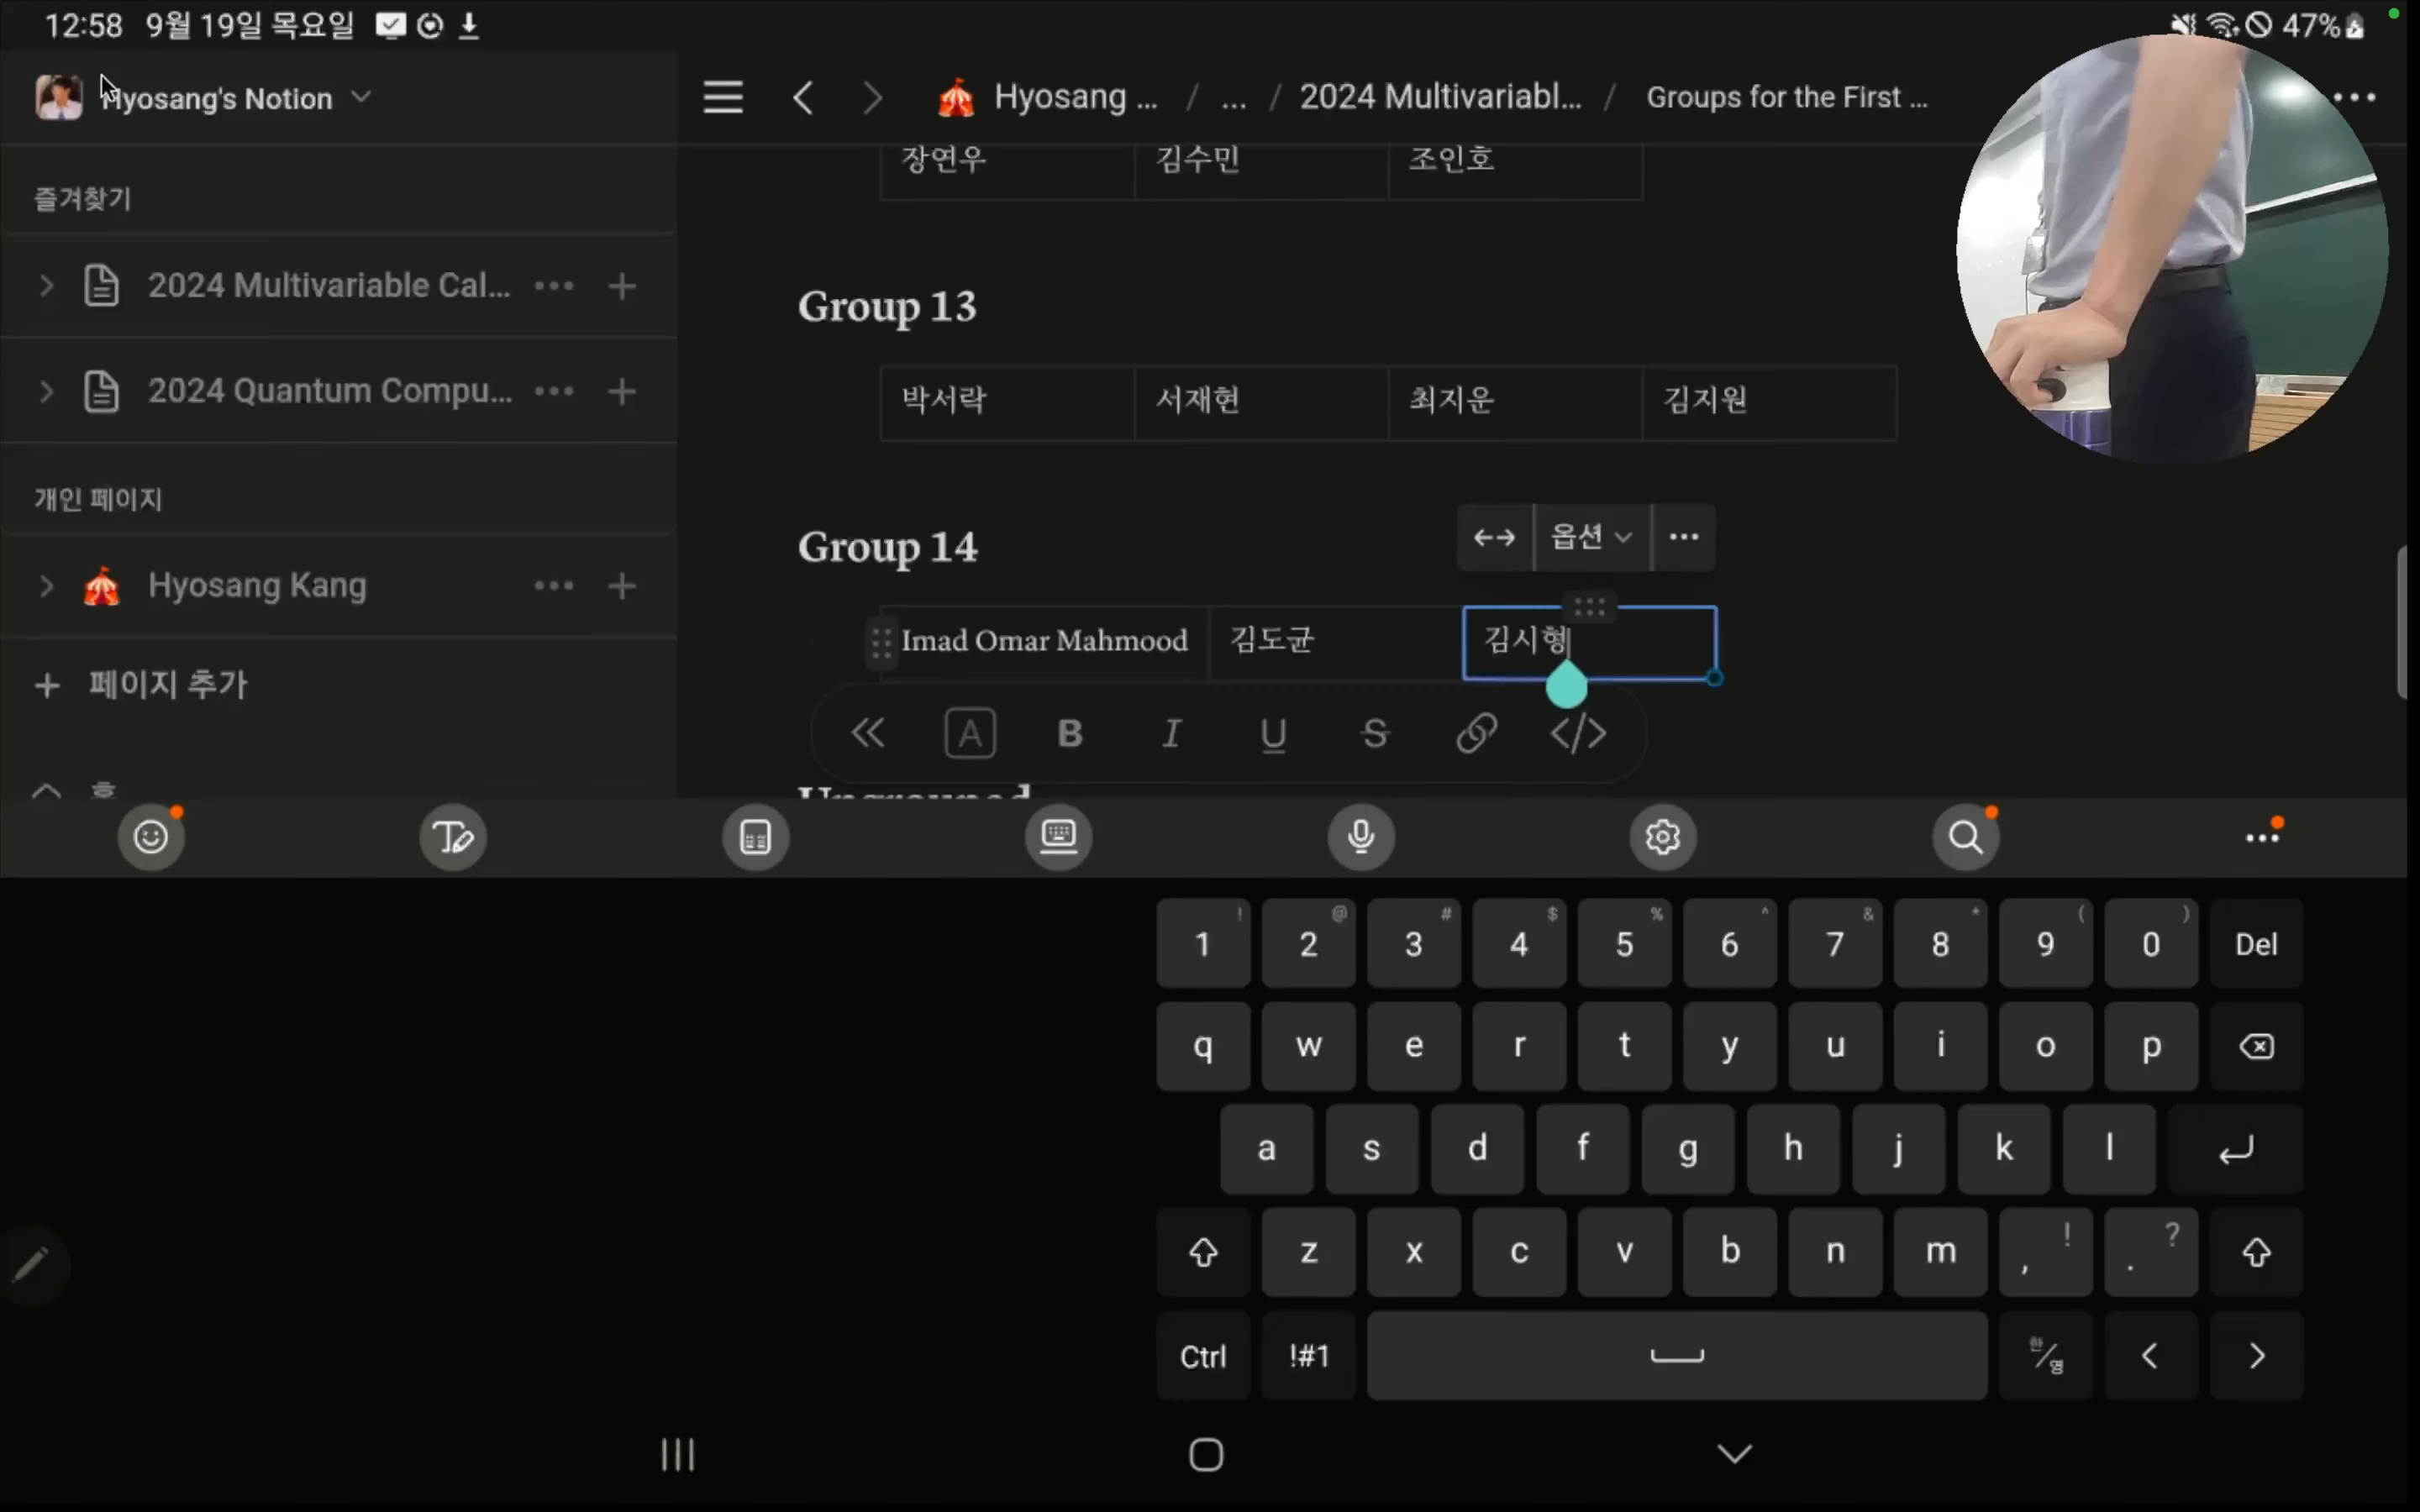 12:58 9월 19일 목요일 47%
Hyosang's Notion
Hyosang ... / ... / 2024 Multivariabl... / Groups for the First ...
즐겨찾기
2024 Multivariable Cal...
2024 Quantum Compu...
개인 페이지
Hyosang Kang
페이지 추가
홈
장연우 김수민 조인호
Group 13
박서락 서재현 최지운 김지원
Group 14
옵션
Imad Omar Mahmood 김도균 김시형
A B I U S </>
Ungrouped
! @ # $ % ^ & * ( )
1 2 3 4 5 6 7 8 9 0 Del
q w e r t y u i o p
a s d f g h j k l
z x c v b n m , ! . ?
Ctrl !#1 한/영 < >